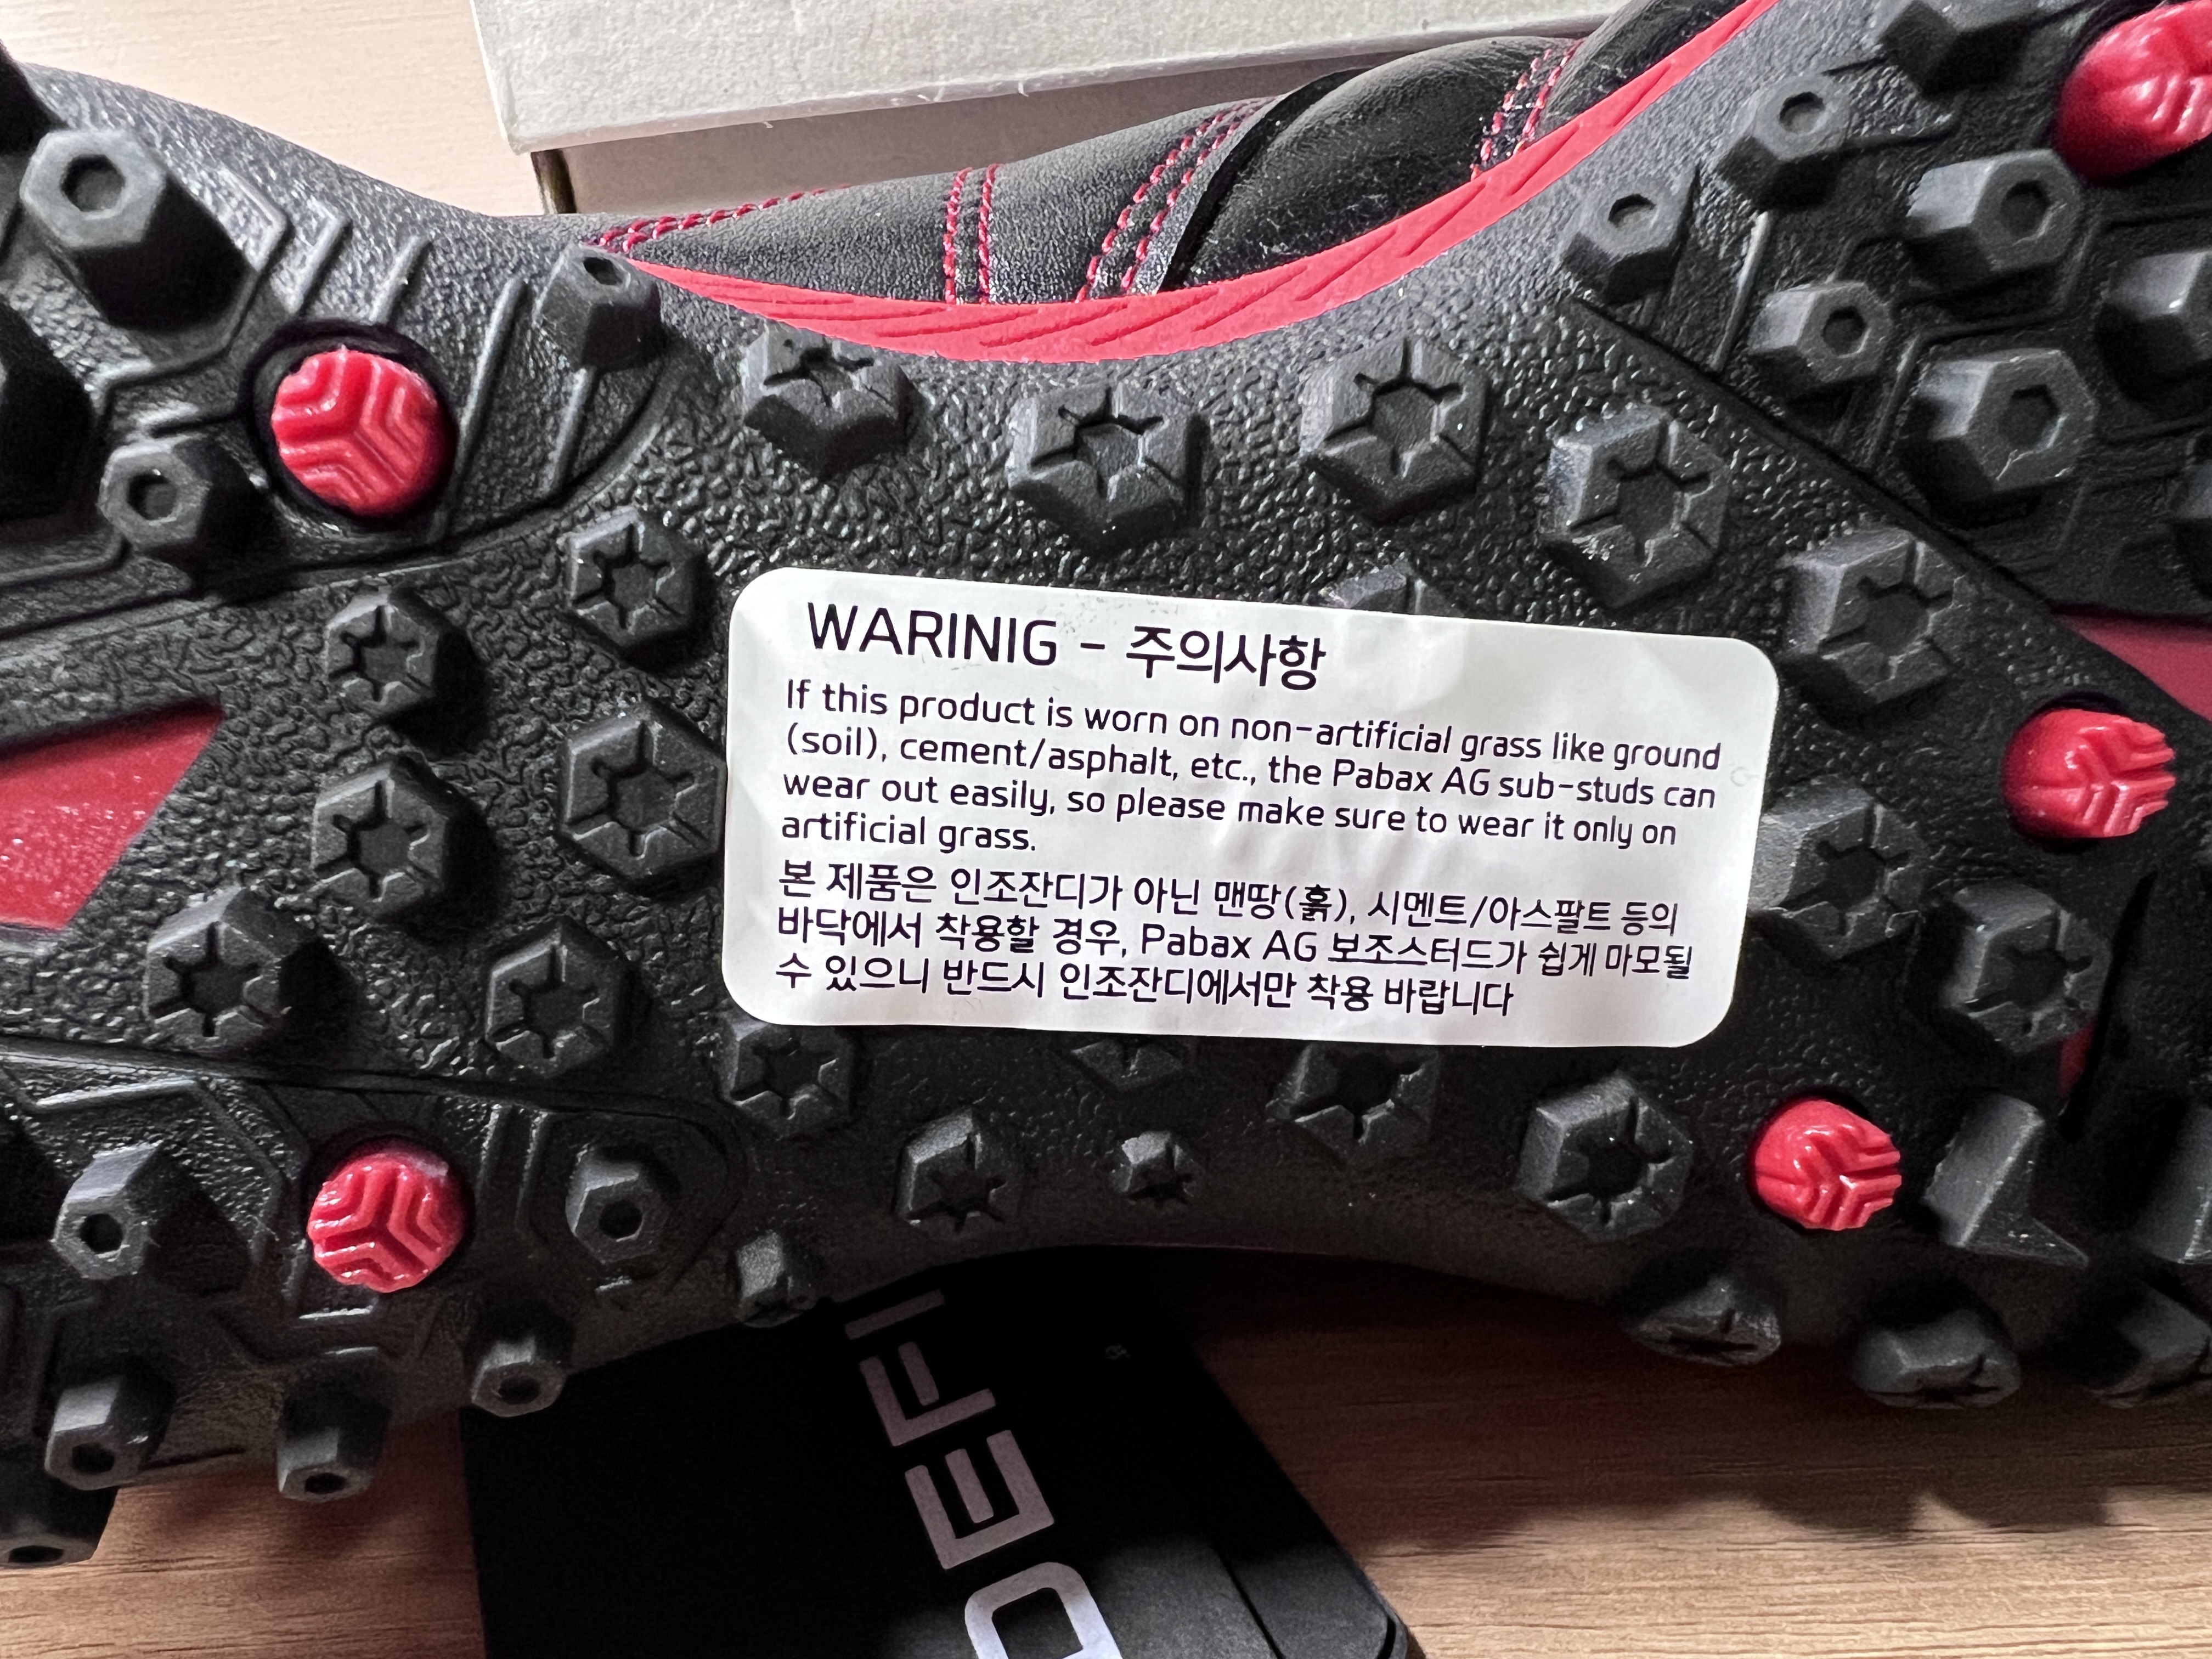 WARINIG - 주의사항
If this product is worn on non-artificial grass like ground
(soil), cement/asphalt, etc., the Pabax AG sub-studs can
wear out easily, so please make sure to wear it only on
artificial grass.
본 제품은 인조잔디가 아닌 맨땅(흙), 시멘트/아스팔트 등의
바닥에서 착용할 경우, Pabax AG 보조스터드가 쉽게 마모될
수 있으니 반드시 인조잔디에서만 착용 바랍니다
DEFI